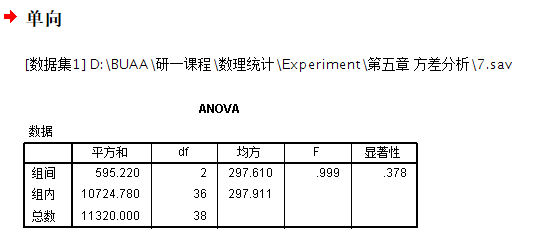 单向
[数据集1] D:\BUAA\研一课程\数理统计\Experiment\第五章 方差分析\7.sav
ANOVA
数据
平方和 df 均方 F 显著性
组间 595.220 2 297.610 .999 .378
组内 10724.780 36 297.911
总数 11320.000 38